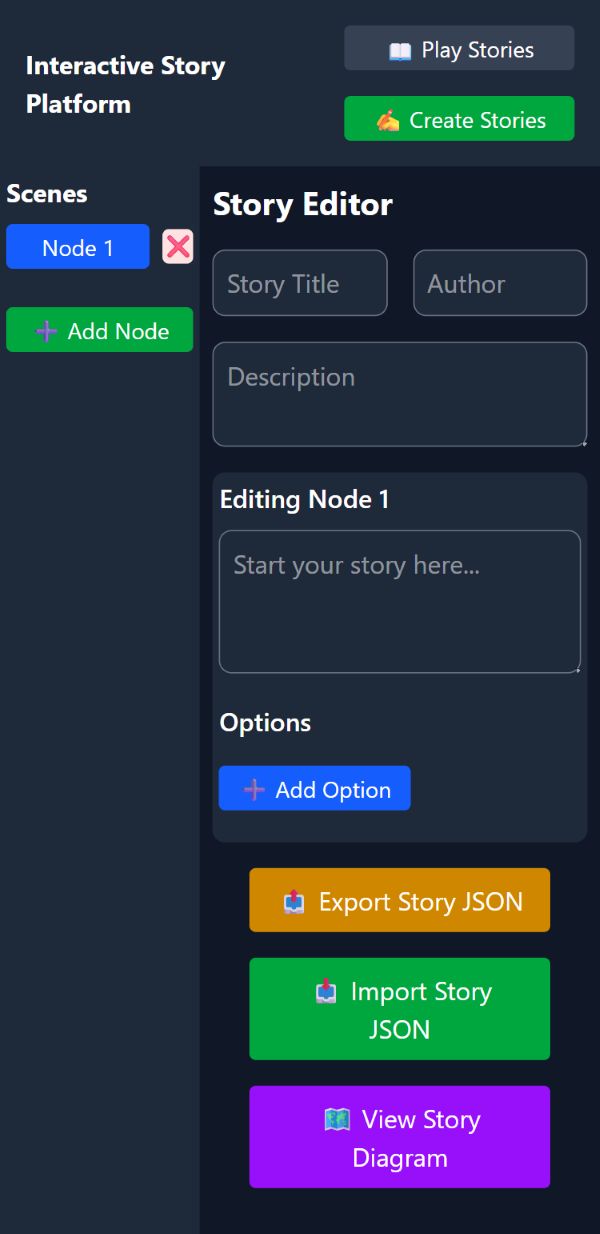 Interactive Story
Platform
📖 Play Stories
✍️ Create Stories
Scenes
Node 1
❌
➕ Add Node
Story Editor
Story Title
Author
Description
Editing Node 1
Start your story here...
Options
➕ Add Option
📤 Export Story JSON
📤 Import Story
JSON
🗺️ View Story
Diagram